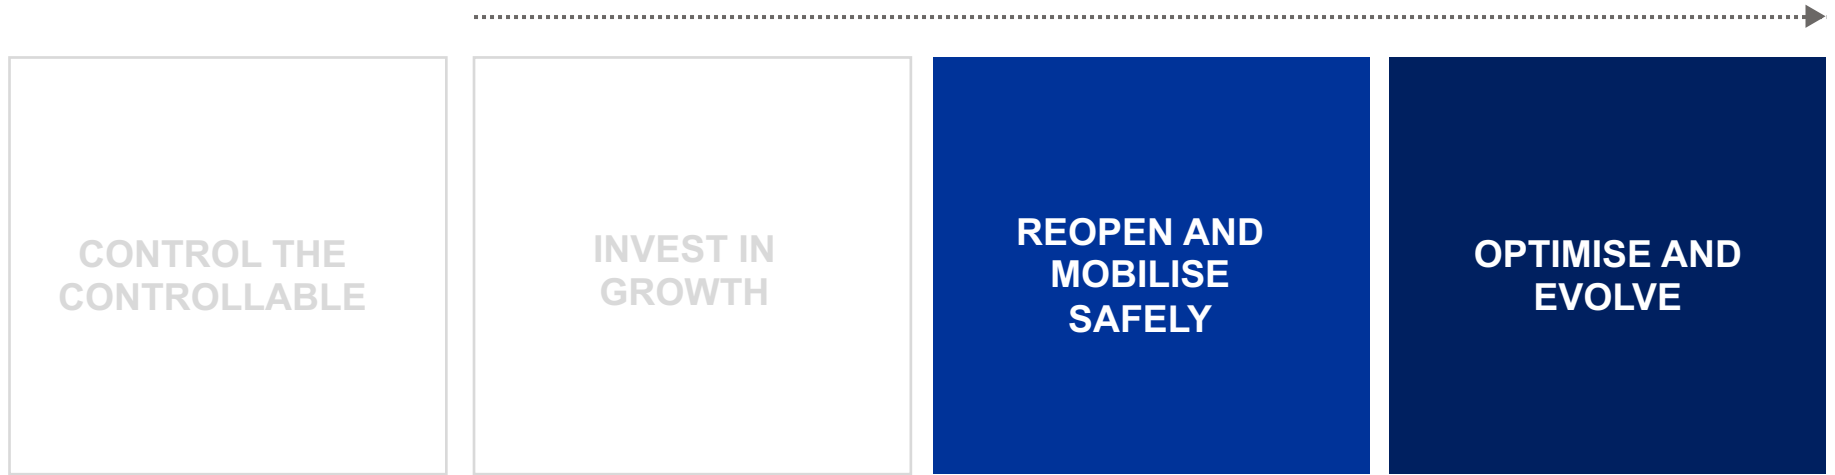 CONTROL THE
CONTROLLABLE
INVEST IN
GROWTH
REOPEN AND
MOBILISE
SAFELY
OPTIMISE AND
EVOLVE